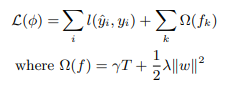 ℒ(ϕ) = ∑_i l(ŷ_i, y_i) + ∑_k Ω(f_k)
where Ω(f) = γT + ½λ‖w‖²